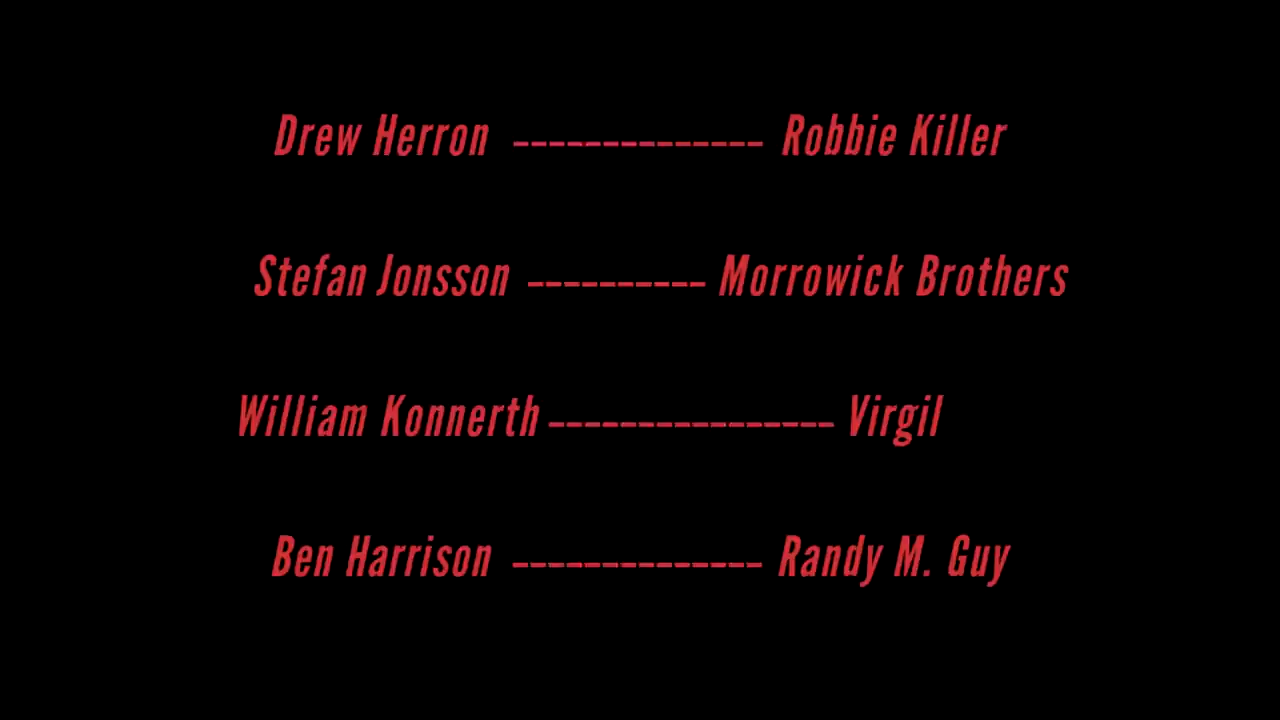 Drew Herron -------------- Robbie Killer
Stefan Jonsson ---------- Morrowick Brothers
William Konnerth ---------------- Virgil
Ben Harrison -------------- Randy M. Guy